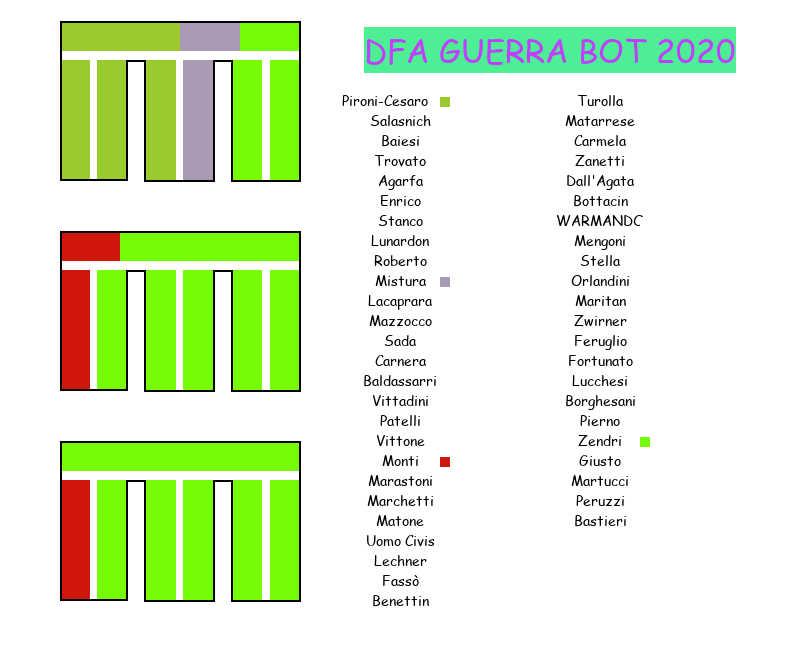 DFA GUERRA BOT 2020
Pironi-Cesaro
Salasnich
Baiesi
Trovato
Agarfa
Enrico
Stanco
Lunardon
Roberto
Mistura
Lacaprara
Mazzocco
Sada
Carnera
Baldassarri
Vittadini
Patelli
Vittone
Monti
Marastoni
Marchetti
Matone
Uomo Civis
Lechner
Fassò
Benettin
Turolla
Matarrese
Carmela
Zanetti
Dall'Agata
Bottacin
WARMANDC
Mengoni
Stella
Orlandini
Maritan
Zwirner
Feruglio
Fortunato
Lucchesi
Borghesani
Pierno
Zendri
Giusto
Martucci
Peruzzi
Bastieri